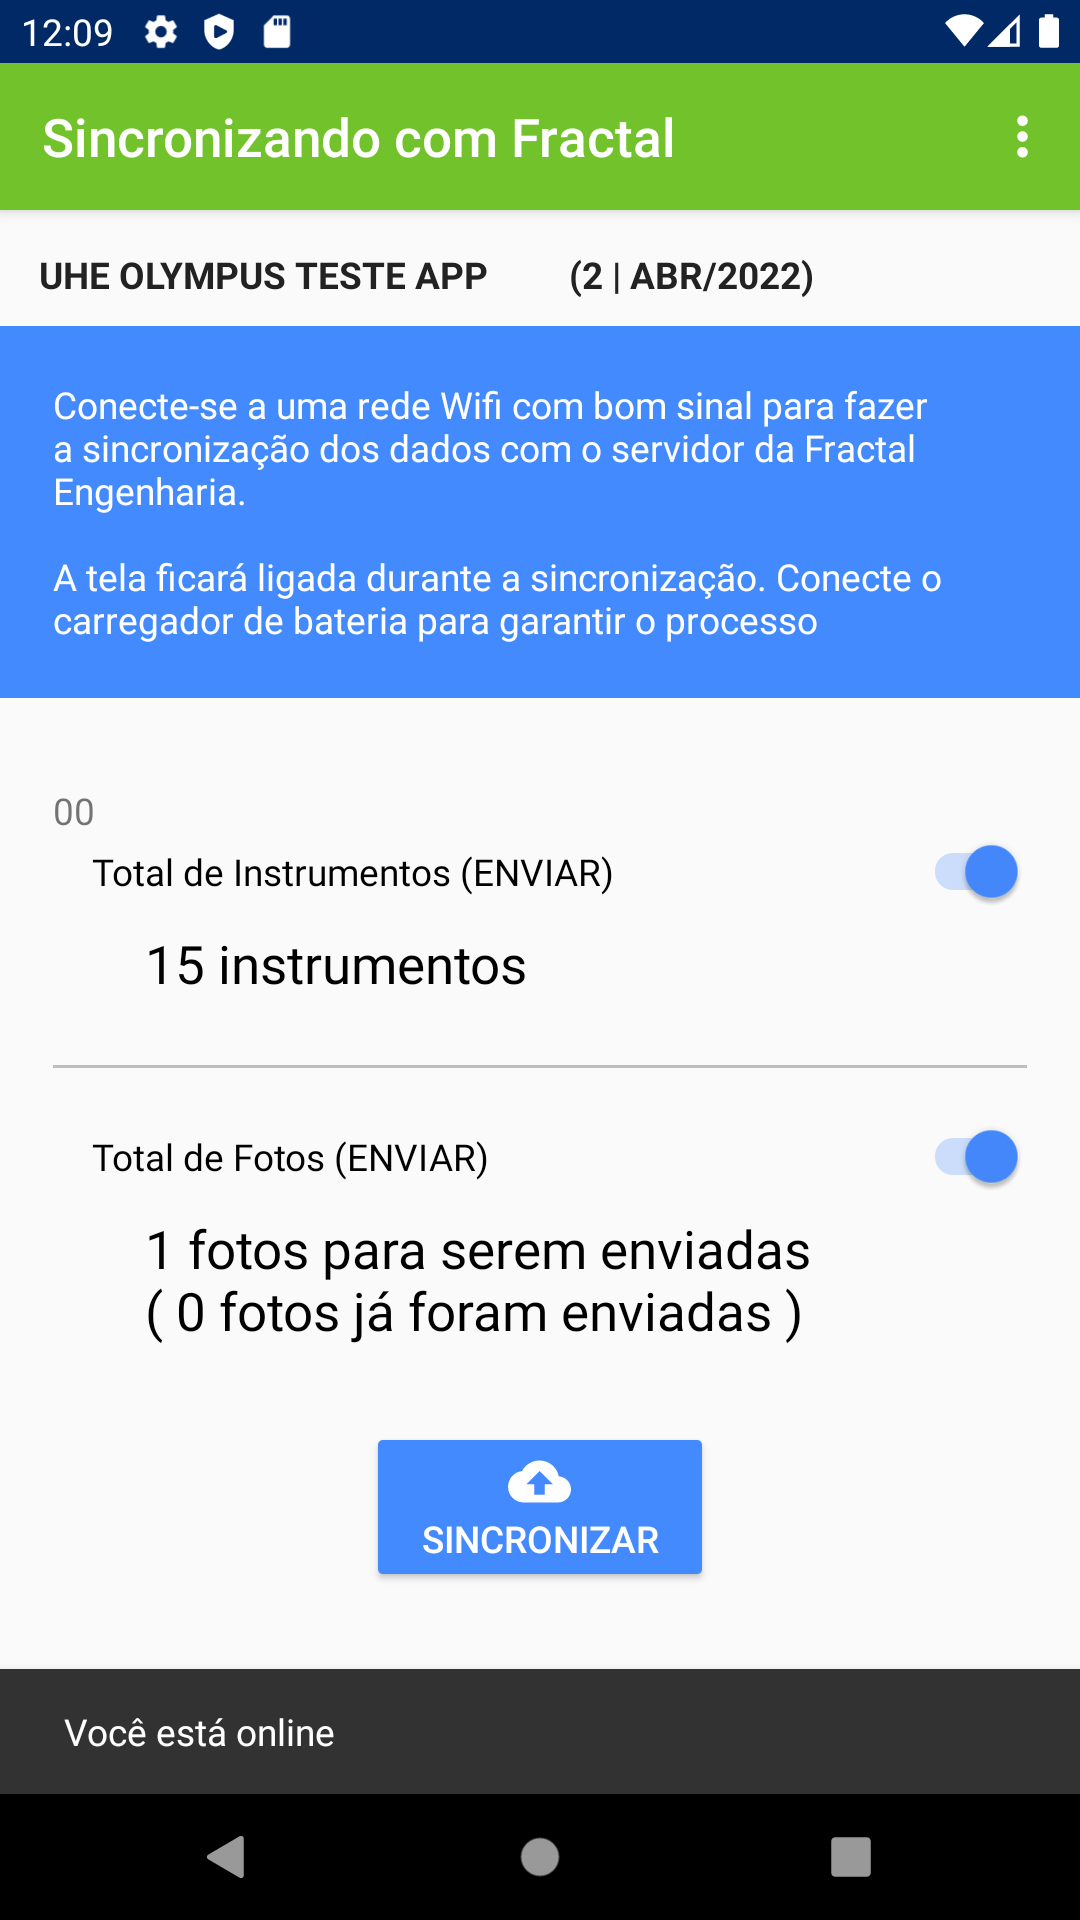 12:09
Sincronizando com Fractal
UHE OLYMPUS TESTE APP (2 | ABR/2022)
Conecte-se a uma rede Wifi com bom sinal para fazer
a sincronização dos dados com o servidor da Fractal
Engenharia.
A tela ficará ligada durante a sincronização. Conecte o
carregador de bateria para garantir o processo
00
Total de Instrumentos (ENVIAR)
15 instrumentos
Total de Fotos (ENVIAR)
1 fotos para serem enviadas
( 0 fotos já foram enviadas )
SINCRONIZAR
Você está online